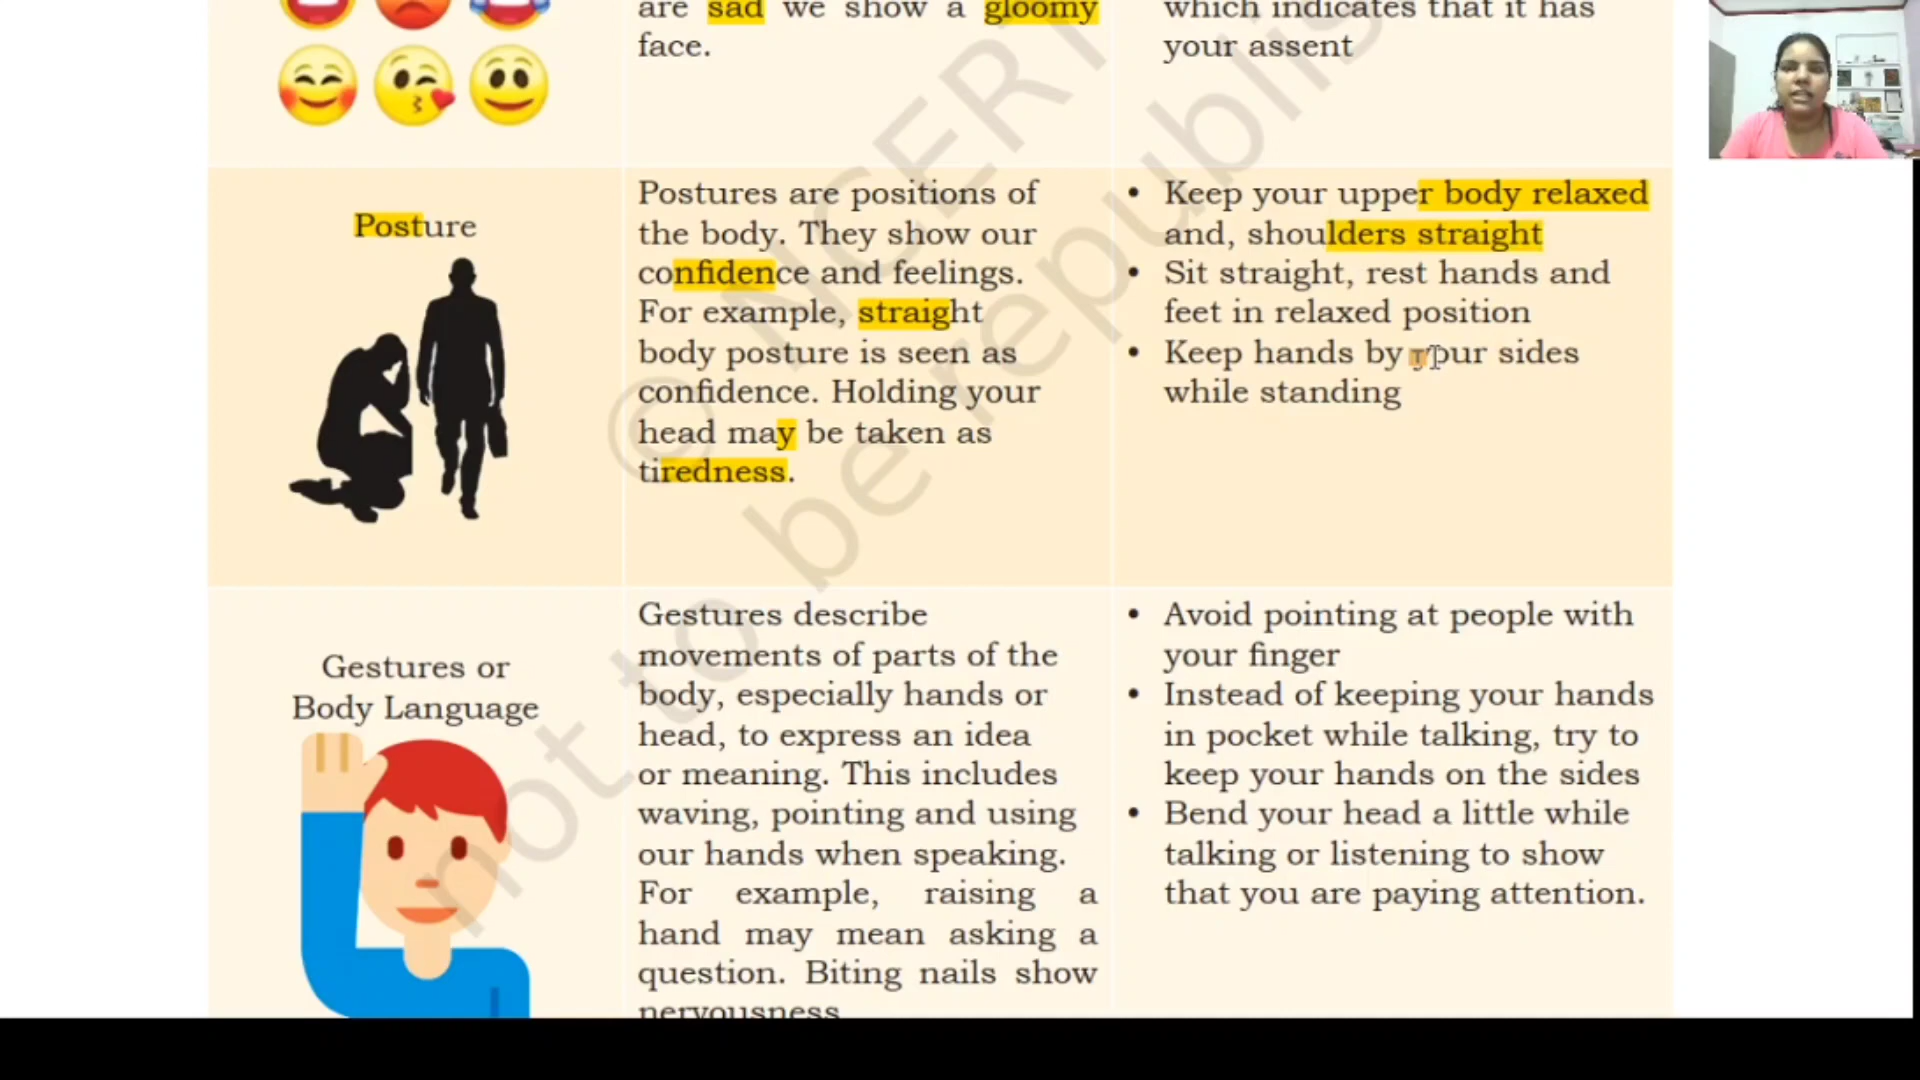 are sad we show a gloomy
face.
which indicates that it has
your assent
Posture
Postures are positions of
the body. They show our
confidence and feelings.
For example, straight
body posture is seen as
confidence. Holding your
head may be taken as
tiredness.
• Keep your upper body relaxed
and, shoulders straight
• Sit straight, rest hands and
feet in relaxed position
• Keep hands by your sides
while standing
Gestures or
Body Language
Gestures describe
movements of parts of the
body, especially hands or
head, to express an idea
or meaning. This includes
waving, pointing and using
our hands when speaking.
For example, raising a
hand may mean asking a
question. Biting nails show
nervousness
• Avoid pointing at people with
your finger
• Instead of keeping your hands
in pocket while talking, try to
keep your hands on the sides
• Bend your head a little while
talking or listening to show
that you are paying attention.
© NCERT
not to be republis